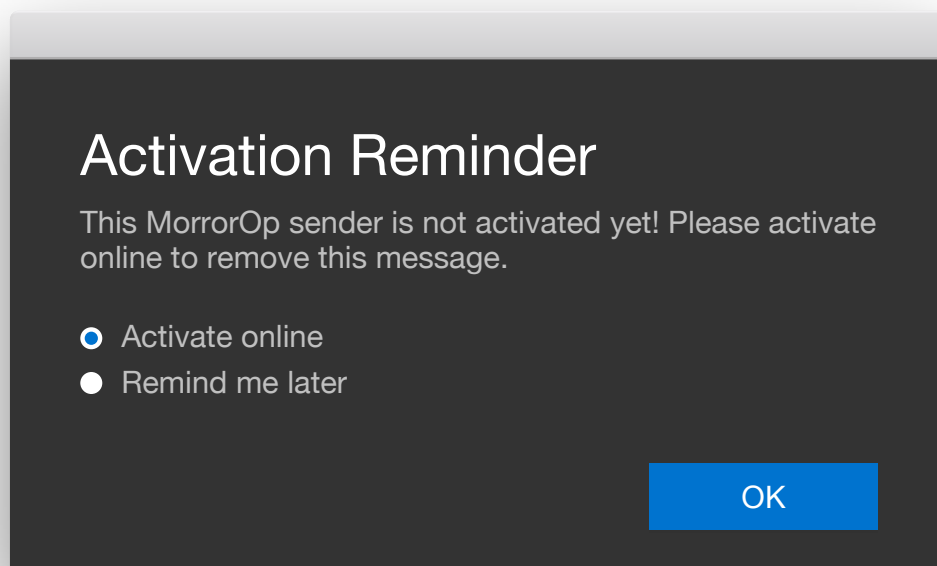 Activation Reminder
This MorrorOp sender is not activated yet! Please activate
online to remove this message.
Activate online
Remind me later
OK